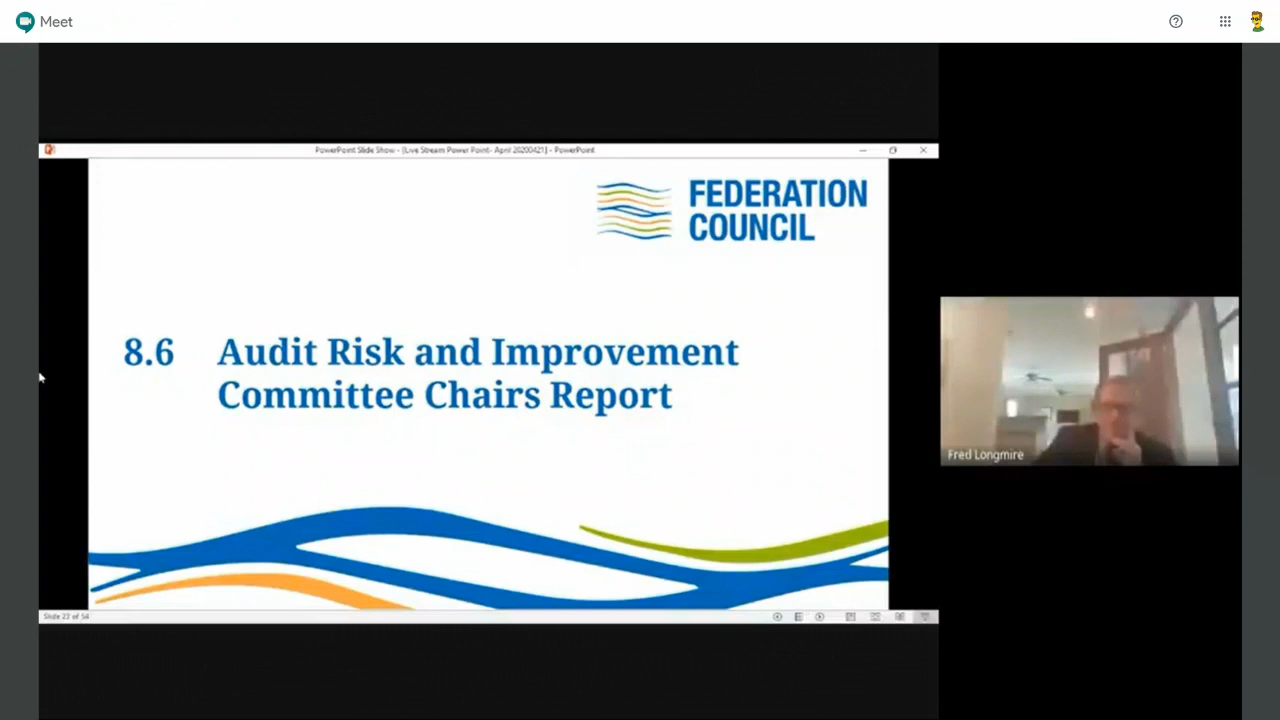 Meet
PowerPoint Slide Show - [Live Stream Power Point- April 20200421] - PowerPoint
FEDERATION
COUNCIL
8.6 Audit Risk and Improvement
Committee Chairs Report
Fred Longmire
Slide 22 of 54